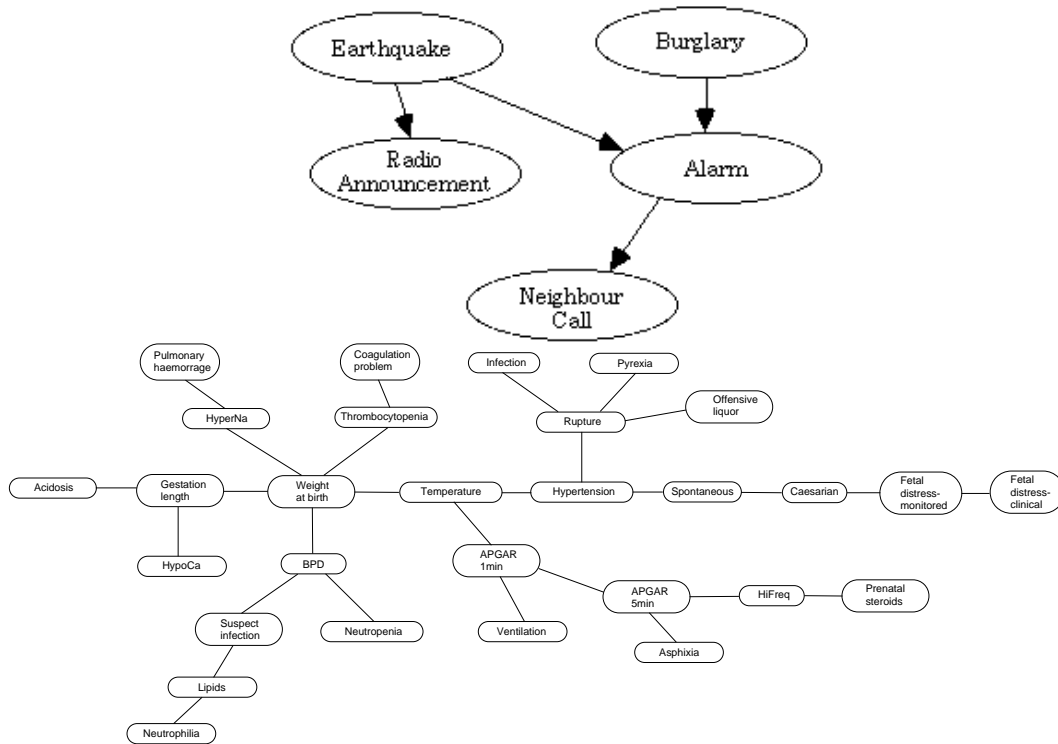 Earthquake
Burglary
Radio
Announcement
Alarm
Neighbour
Call
Pulmonary
haemorrage
Coagulation
problem
Infection
Pyrexia
Offensive
liquor
HyperNa
Thrombocytopenia
Rupture
Acidosis
Gestation
length
Weight
at birth
Temperature
Hypertension
Spontaneous
Caesarian
Fetal
distress-
monitored
Fetal
distress-
clinical
HypoCa
BPD
APGAR
1min
APGAR
5min
HiFreq
Prenatal
steroids
Suspect
infection
Neutropenia
Ventilation
Asphixia
Lipids
Neutrophilia